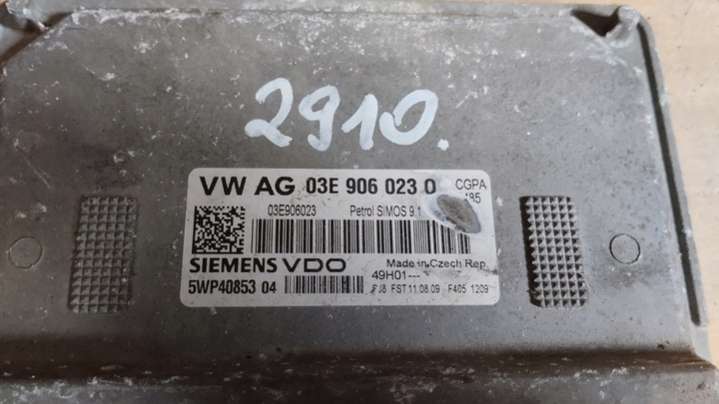 2910.
VW AG 03E 906 023 O CGPA
03E906023 Petrol SIMOS 9.1
SIEMENS VDO Made in Czech Rep.
49H01---
5WP40853 04 FJ8 FST 11.08.09 F405 1209